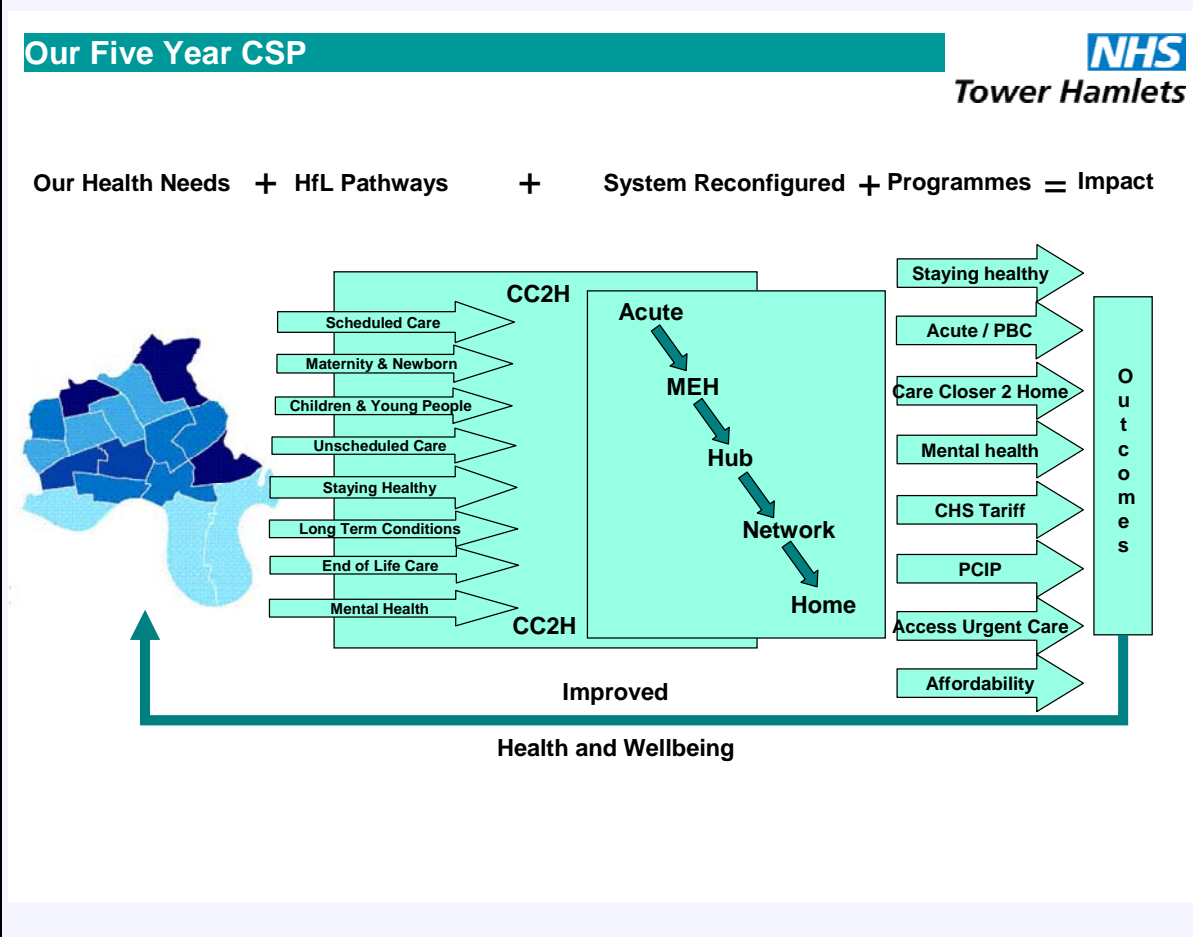 Our Five Year CSP
NHS
Tower Hamlets
Our Health Needs + HfL Pathways + System Reconfigured + Programmes = Impact
CC2H
Scheduled Care
Maternity & Newborn
Children & Young People
Unscheduled Care
Staying Healthy
Long Term Conditions
End of Life Care
Mental Health
CC2H
Acute
MEH
Hub
Network
Home
Staying healthy
Acute / PBC
Care Closer 2 Home
Mental health
CHS Tariff
PCIP
Access Urgent Care
Affordability
Outcomes
Improved
Health and Wellbeing